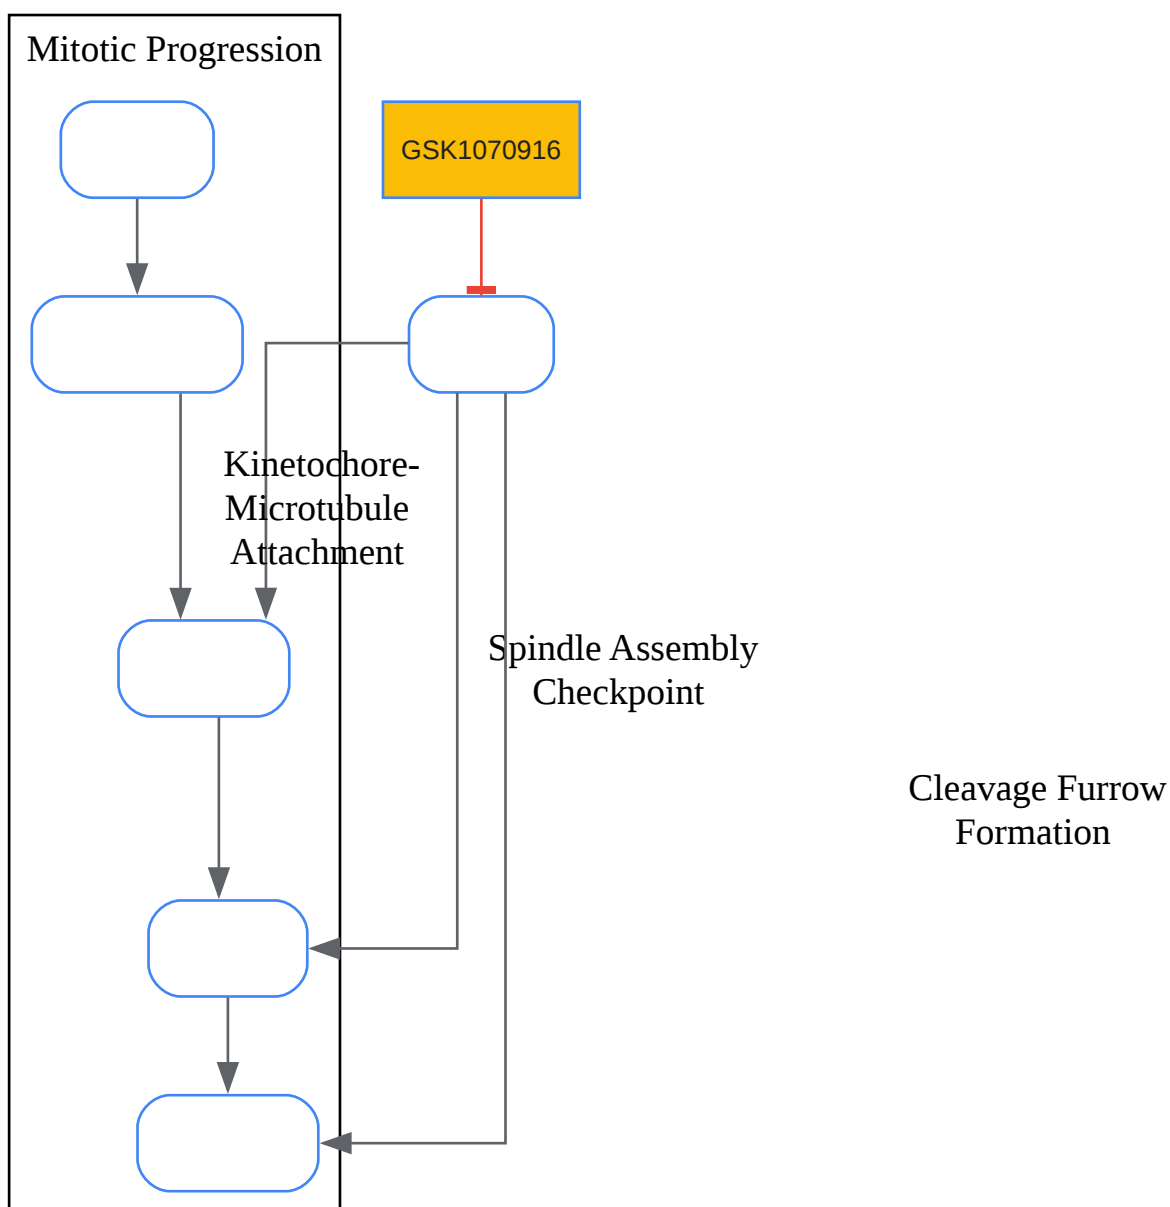 Mitotic Progression
GSK1070916
Kinetochore-
Microtubule
Attachment
Spindle Assembly
Checkpoint
Cleavage Furrow
Formation